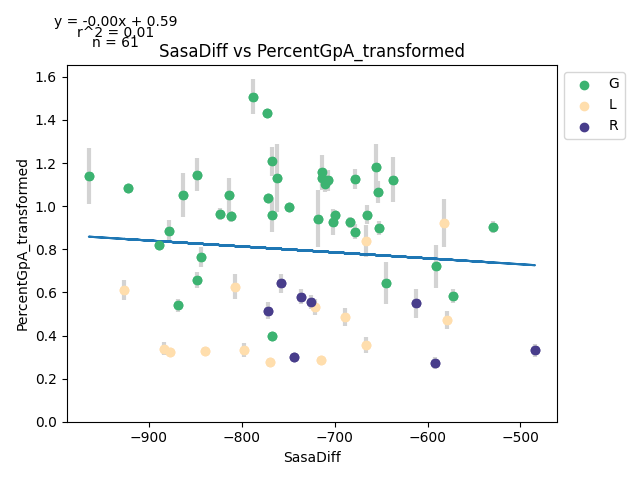 y = -0.00x + 0.59
r^2 = 0.01
n = 61
SasaDiff vs PercentGpA_transformed
G
L
R
PercentGpA_transformed
1.6
1.4
1.2
1.0
0.8
0.6
0.4
0.2
0.0
−900 −800 −700 −600 −500
SasaDiff